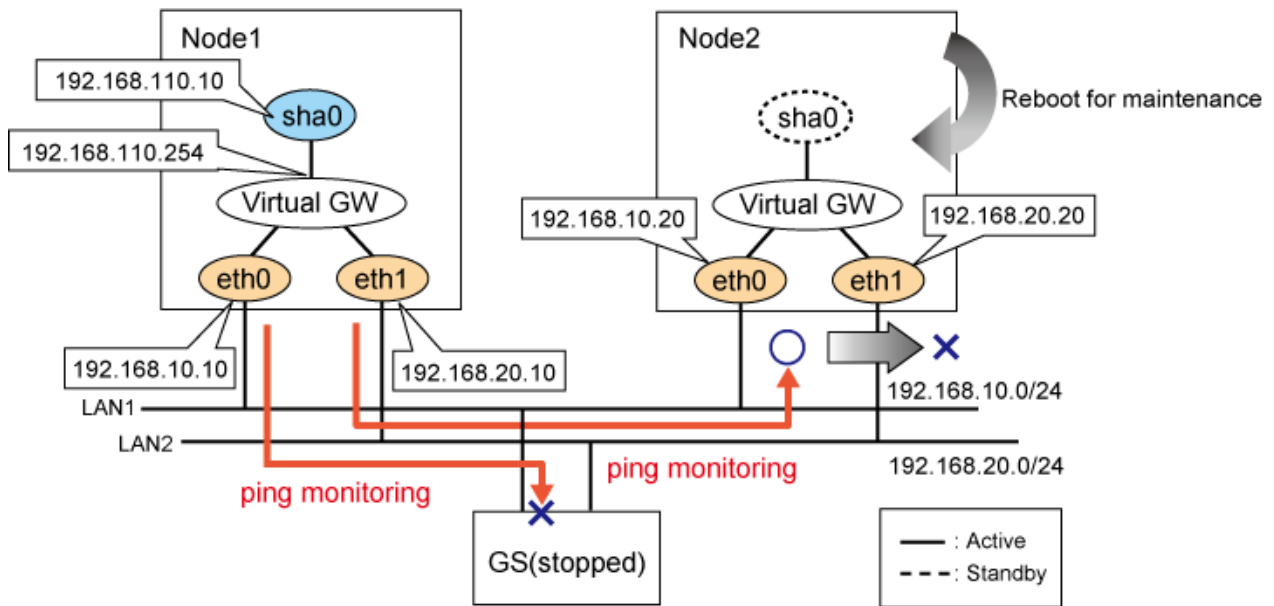 Node1
Node2
192.168.110.10
sha0
sha0
Reboot for maintenance
192.168.110.254
Virtual GW
Virtual GW
192.168.10.20
192.168.20.20
eth0
eth1
eth0
eth1
192.168.10.10
192.168.20.10
192.168.10.0/24
LAN1
LAN2
192.168.20.0/24
ping monitoring
ping monitoring
GS(stopped)
: Active
: Standby